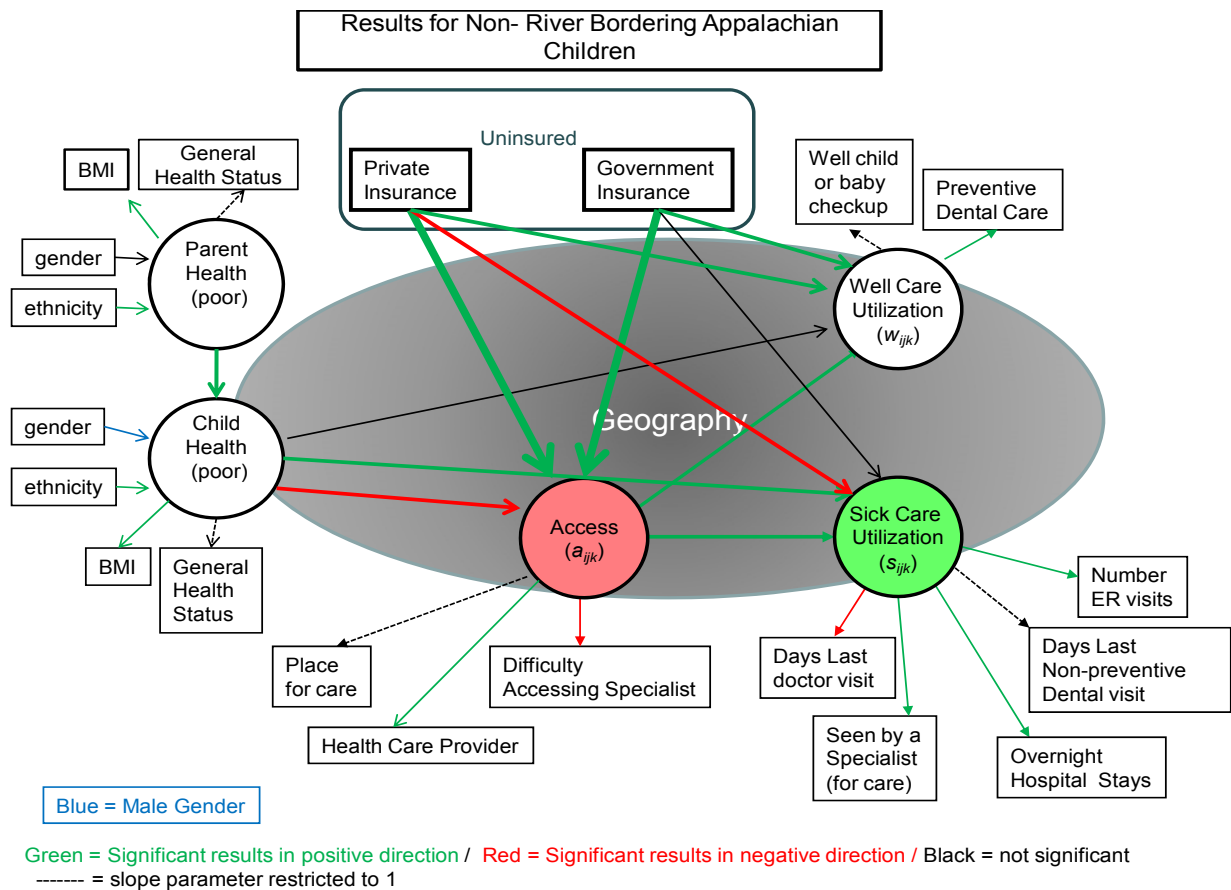 Results for Non- River Bordering Appalachian
Children
Uninsured
Private
Insurance
Government
Insurance
BMI
General
Health Status
Well child
or baby
checkup
Preventive
Dental Care
gender
ethnicity
Parent
Health
(poor)
Well Care
Utilization
(wijk)
Geography
gender
ethnicity
Child
Health
(poor)
BMI
General
Health
Status
Access
(aijk)
Sick Care
Utilization
(sijk)
Number
ER visits
Place
for care
Difficulty
Accessing Specialist
Days Last
doctor visit
Days Last
Non-preventive
Dental visit
Health Care Provider
Seen by a
Specialist
(for care)
Overnight
Hospital Stays
Blue = Male Gender
Green = Significant results in positive direction / Red = Significant results in negative direction / Black = not significant
------- = slope parameter restricted to 1